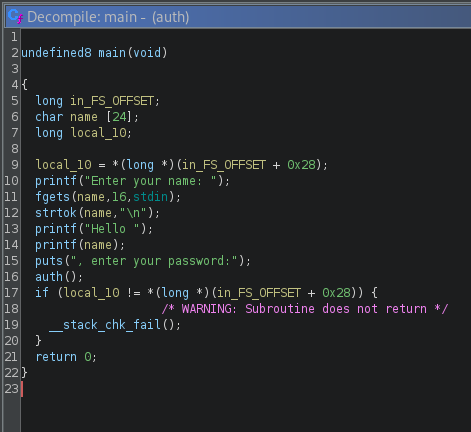 Decompile: main - (auth)
1
2 undefined8 main(void)
3
4 {
5 long in_FS_OFFSET;
6 char name [24];
7 long local_10;
8
9 local_10 = *(long *)(in_FS_OFFSET + 0x28);
10 printf("Enter your name: ");
11 fgets(name,16,stdin);
12 strtok(name,"\n");
13 printf("Hello ");
14 printf(name);
15 puts(", enter your password:");
16 auth();
17 if (local_10 != *(long *)(in_FS_OFFSET + 0x28)) {
18 /* WARNING: Subroutine does not return */
19 __stack_chk_fail();
20 }
21 return 0;
22 }
23